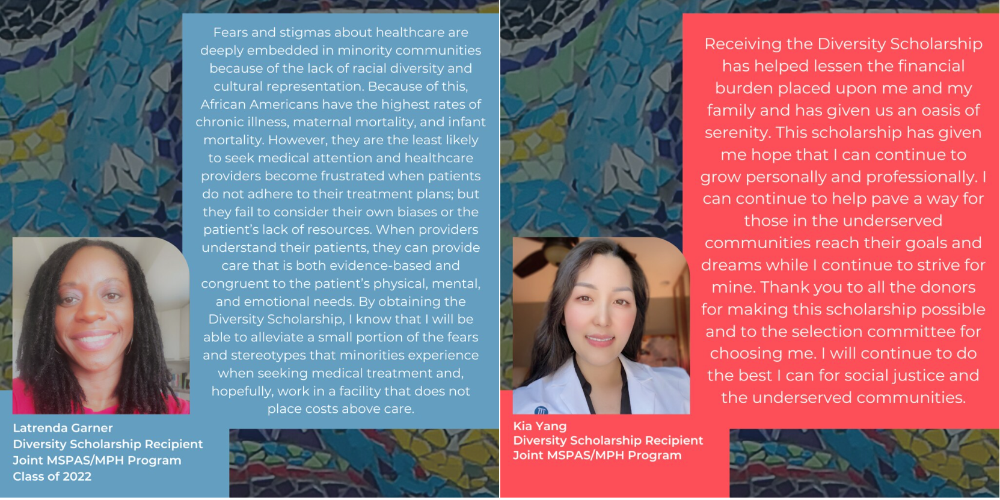 Fears and stigmas about healthcare are
deeply embedded in minority communities
because of the lack of racial diversity and
cultural representation. Because of this,
African Americans have the highest rates of
chronic illness, maternal mortality, and infant
mortality. However, they are the least likely
to seek medical attention and healthcare
providers become frustrated when patients
do not adhere to their treatment plans; but
they fail to consider their own biases or the
patient's lack of resources. When providers
understand their patients, they can provide
care that is both evidence-based and
congruent to the patient's physical, mental,
and emotional needs. By obtaining the
Diversity Scholarship, I know that I will be
able to alleviate a small portion of the fears
and stereotypes that minorities experience
when seeking medical treatment and,
hopefully, work in a facility that does not
place costs above care.
Latrenda Garner
Diversity Scholarship Recipient
Joint MSPAS/MPH Program
Class of 2022
Receiving the Diversity Scholarship
has helped lessen the financial
burden placed upon me and my
family and has given us an oasis of
serenity. This scholarship has given
me hope that I can continue to
grow personally and professionally. I
can continue to help pave a way for
those in the underserved
communities reach their goals and
dreams while I continue to strive for
mine. Thank you to all the donors
for making this scholarship possible
and to the selection committee for
choosing me. I will continue to do
the best I can for social justice and
the underserved communities.
Kia Yang
Diversity Scholarship Recipient
Joint MSPAS/MPH Program